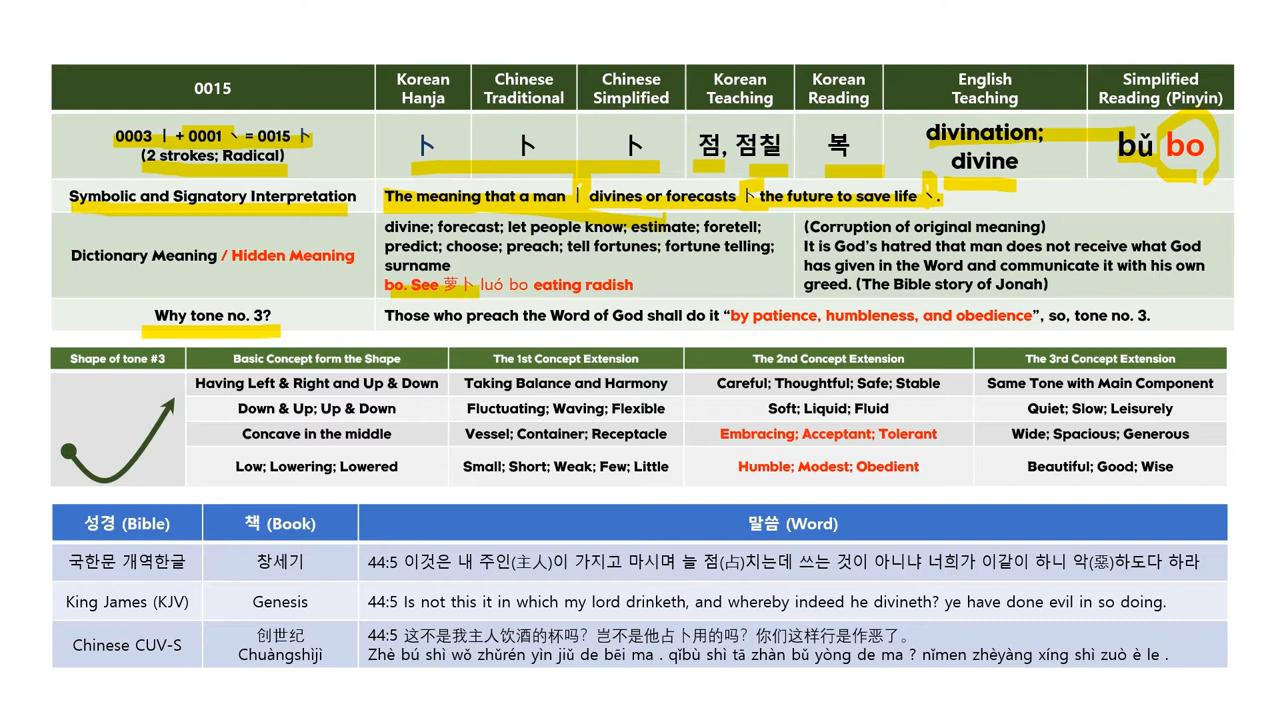 0015
Korean Hanja
Chinese Traditional
Chinese Simplified
Korean Teaching
Korean Reading
English Teaching
Simplified Reading (Pinyin)
0003 丨 + 0001 丶 = 0015 卜
(2 strokes; Radical)
卜
卜
卜
점, 점칠
복
divination;
divine
bǔ bo
Symbolic and Signatory Interpretation
The meaning that a man 丨 divines or forecasts 卜 the future to save life 丶.
Dictionary Meaning / Hidden Meaning
divine; forecast; let people know; estimate; foretell;
predict; choose; preach; tell fortunes; fortune telling;
surname
bo. See 萝卜 luó bo eating radish
(Corruption of original meaning)
It is God's hatred that man does not receive what God
has given in the Word and communicate it with his own
greed. (The Bible story of Jonah)
Why tone no. 3?
Those who preach the Word of God shall do it “by patience, humbleness, and obedience”, so, tone no. 3.
Shape of tone #3
Basic Concept form the Shape
The 1st Concept Extension
The 2nd Concept Extension
The 3rd Concept Extension
Having Left & Right and Up & Down
Taking Balance and Harmony
Careful; Thoughtful; Safe; Stable
Same Tone with Main Component
Down & Up; Up & Down
Fluctuating; Waving; Flexible
Soft; Liquid; Fluid
Quiet; Slow; Leisurely
Concave in the middle
Vessel; Container; Receptacle
Embracing; Acceptant; Tolerant
Wide; Spacious; Generous
Low; Lowering; Lowered
Small; Short; Weak; Few; Little
Humble; Modest; Obedient
Beautiful; Good; Wise
성경 (Bible)
책 (Book)
말씀 (Word)
국한문 개역한글
창세기
44:5 이것은 내 주인(主人)이 가지고 마시며 늘 점(占)치는데 쓰는 것이 아니냐 너희가 이같이 하니 악(惡)하도다 하라
King James (KJV)
Genesis
44:5 Is not this it in which my lord drinketh, and whereby indeed he divineth? ye have done evil in so doing.
Chinese CUV-S
创世纪
Chuàngshìjì
44:5 这不是我主人饮酒的杯吗？岂不是他占卜用的吗？你们这样行是作恶了。
Zhè bú shì wǒ zhǔrén yìn jiǔ de bēi ma . qǐbù shì tā zhàn bǔ yòng de ma ? nǐmen zhèyàng xíng shì zuò è le .